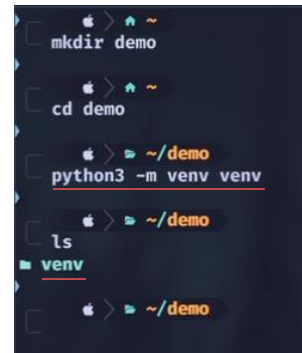 ~
mkdir demo
~
cd demo
~/demo
python3 -m venv venv
~/demo
ls
venv
~/demo